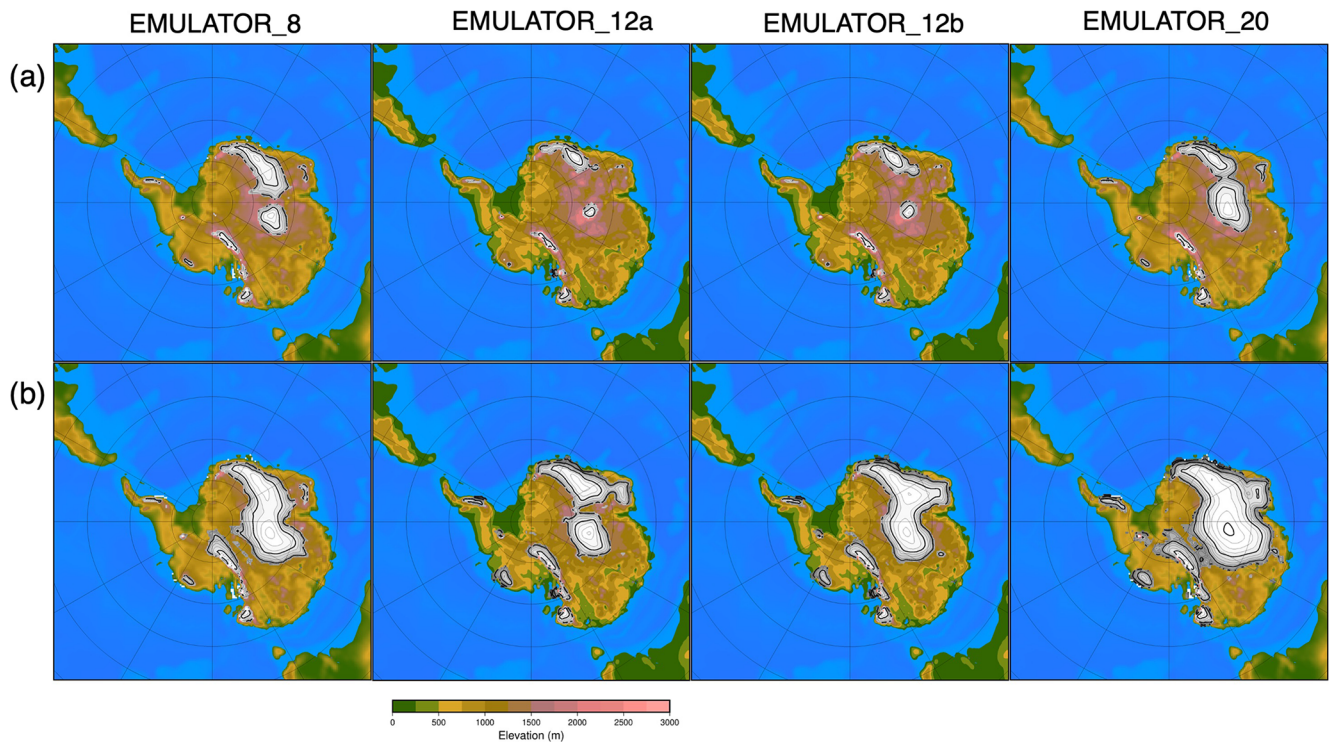 EMULATOR_8 EMULATOR_12a EMULATOR_12b EMULATOR_20
(a)
(b)
0 500 1000 1500 2000 2500 3000
Elevation (m)